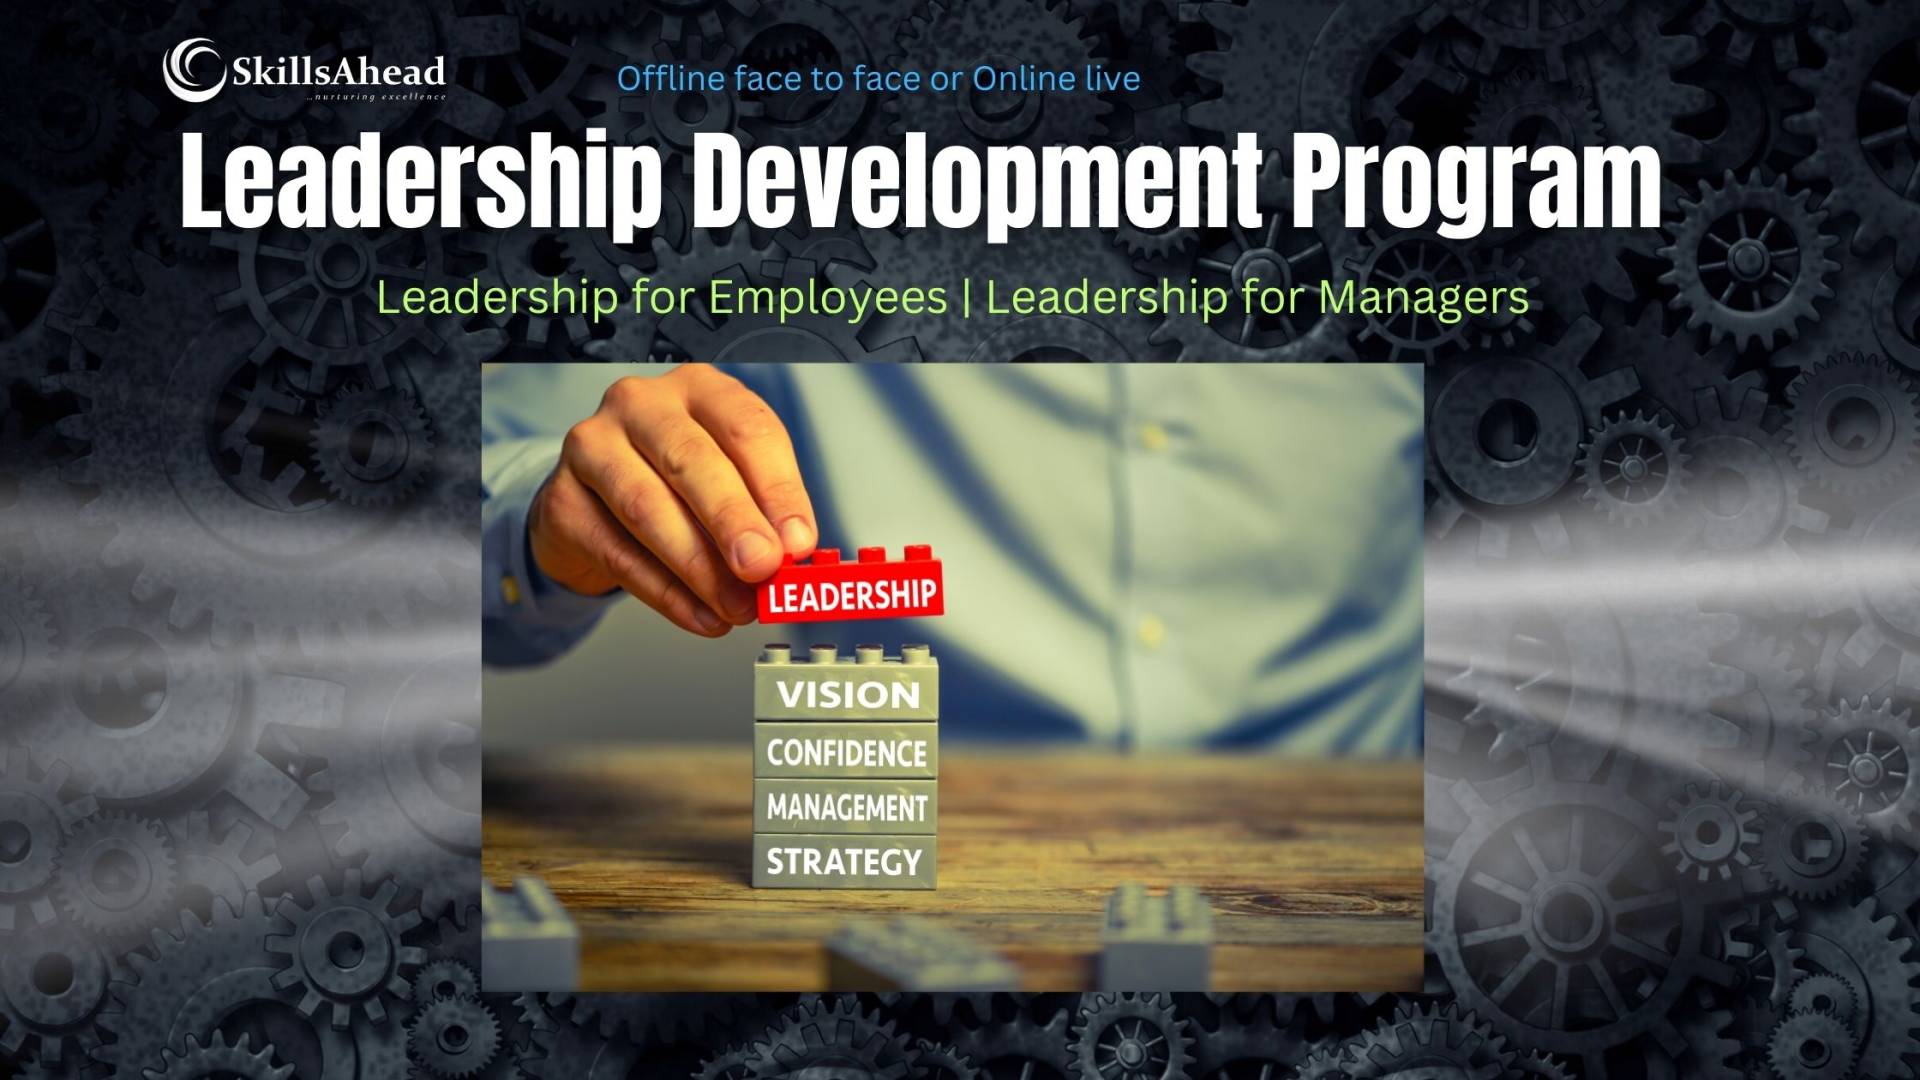 SkillsAhead
...nurturing excellence
Offline face to face or Online live
Leadership Development Program
Leadership for Employees | Leadership for Managers
LEADERSHIP
VISION
CONFIDENCE
MANAGEMENT
STRATEGY